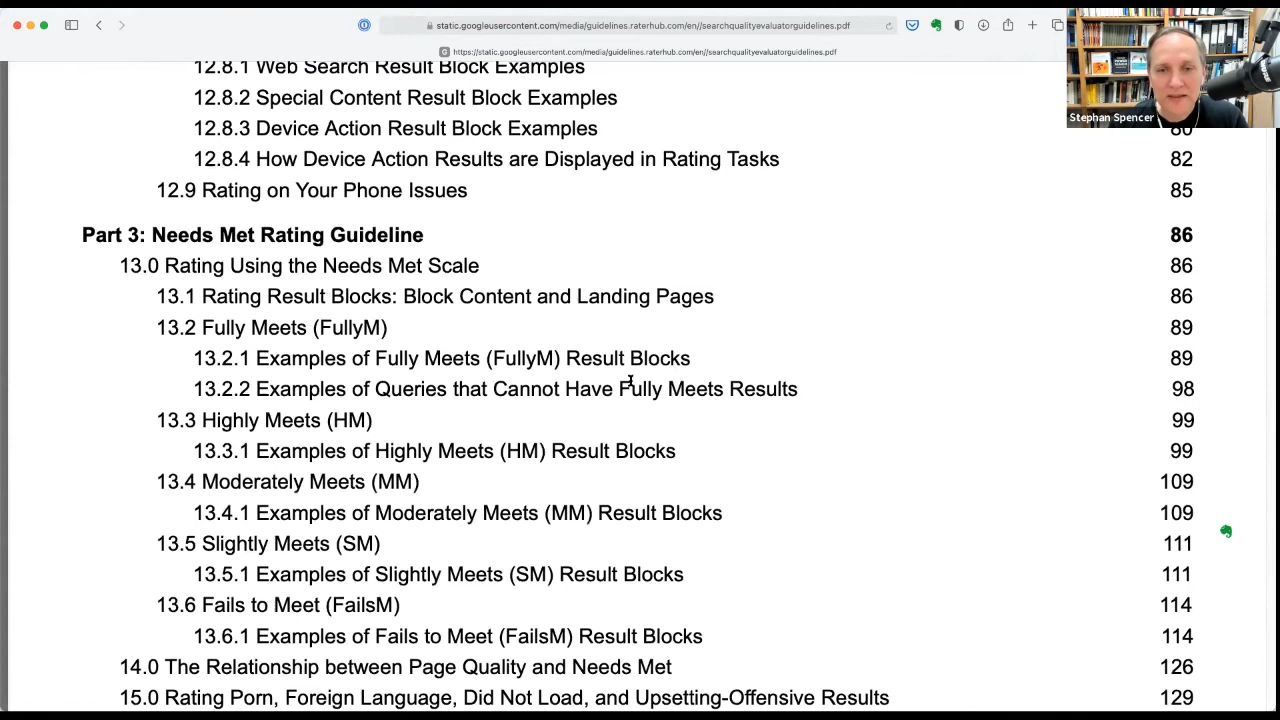 static.googleusercontent.com/media/guidelines.raterhub.com/en//searchqualityevaluatorguidelines.pdf
https://static.googleusercontent.com/media/guidelines.raterhub.com/en//searchqualityevaluatorguidelines.pdf
Stephan Spencer
12.8.1 Web Search Result Block Examples
12.8.2 Special Content Result Block Examples
12.8.3 Device Action Result Block Examples 80
12.8.4 How Device Action Results are Displayed in Rating Tasks 82
12.9 Rating on Your Phone Issues 85
Part 3: Needs Met Rating Guideline 86
13.0 Rating Using the Needs Met Scale 86
13.1 Rating Result Blocks: Block Content and Landing Pages 86
13.2 Fully Meets (FullyM) 89
13.2.1 Examples of Fully Meets (FullyM) Result Blocks 89
13.2.2 Examples of Queries that Cannot Have Fully Meets Results 98
13.3 Highly Meets (HM) 99
13.3.1 Examples of Highly Meets (HM) Result Blocks 99
13.4 Moderately Meets (MM) 109
13.4.1 Examples of Moderately Meets (MM) Result Blocks 109
13.5 Slightly Meets (SM) 111
13.5.1 Examples of Slightly Meets (SM) Result Blocks 111
13.6 Fails to Meet (FailsM) 114
13.6.1 Examples of Fails to Meet (FailsM) Result Blocks 114
14.0 The Relationship between Page Quality and Needs Met 126
15.0 Rating Porn, Foreign Language, Did Not Load, and Upsetting-Offensive Results 129